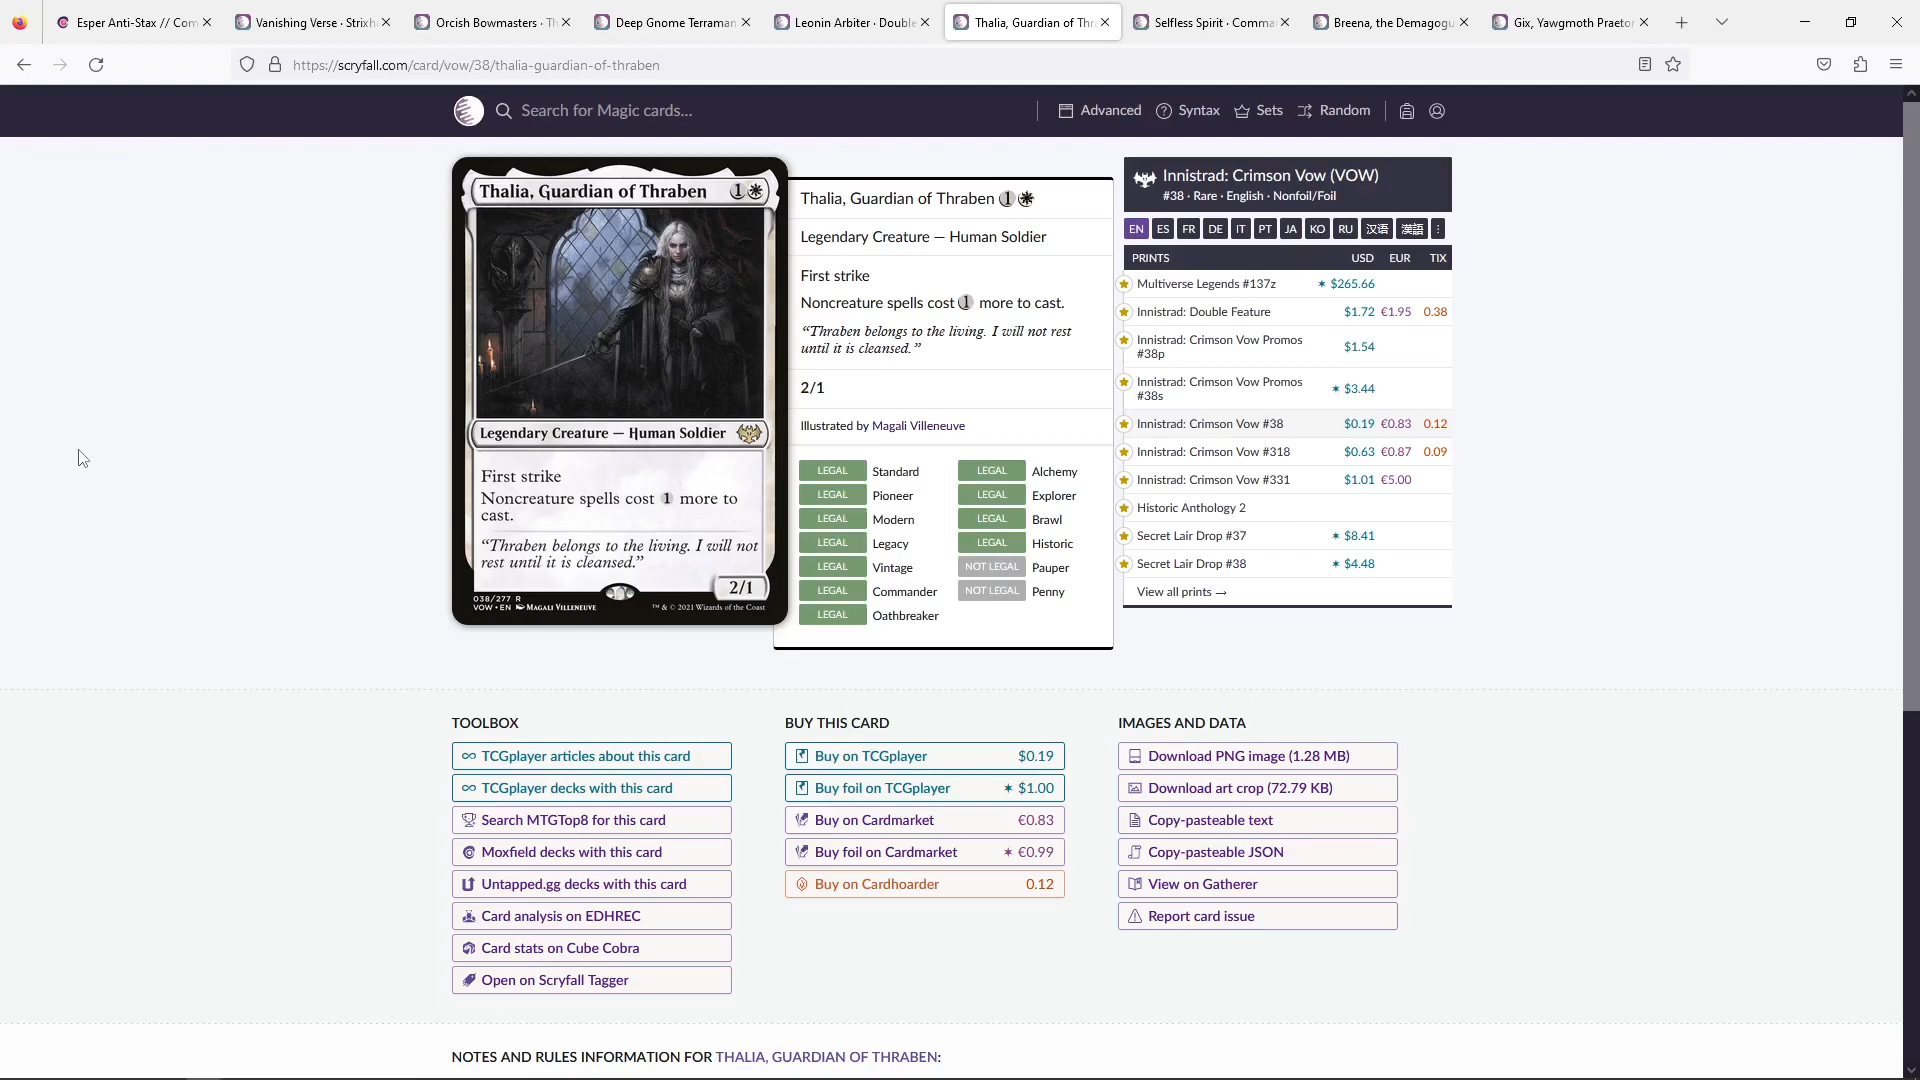 Esper Anti-Stax // Com
Vanishing Verse · Strixh
Orcish Bowmasters · Th
Deep Gnome Terraman
Leonin Arbiter · Double
Thalia, Guardian of Thra
Selfless Spirit · Comma
Breena, the Demagogu
Gix, Yawgmoth Praetor
https://scryfall.com/card/vow/38/thalia-guardian-of-thraben
Search for Magic cards...
Advanced
Syntax
Sets
Random
Thalia, Guardian of Thraben 1
Legendary Creature — Human Soldier
First strike
Noncreature spells cost 1 more to
cast.
“Thraben belongs to the living. I will not
rest until it is cleansed.”
2/1
038/277 R
VOW • EN Magali Villeneuve
™ & © 2021 Wizards of the Coast
Thalia, Guardian of Thraben 1
Legendary Creature — Human Soldier
First strike
Noncreature spells cost 1 more to cast.
“Thraben belongs to the living. I will not rest
until it is cleansed.”
2/1
Illustrated by Magali Villeneuve
LEGAL Standard LEGAL Alchemy
LEGAL Pioneer LEGAL Explorer
LEGAL Modern LEGAL Brawl
LEGAL Legacy LEGAL Historic
LEGAL Vintage NOT LEGAL Pauper
LEGAL Commander NOT LEGAL Penny
LEGAL Oathbreaker
Innistrad: Crimson Vow (VOW)
#38 · Rare · English · Nonfoil/Foil
EN ES FR DE IT PT JA KO RU 汉语 漢語
PRINTS USD EUR TIX
Multiverse Legends #137z $265.66
Innistrad: Double Feature $1.72 €1.95 0.38
Innistrad: Crimson Vow Promos
#38p $1.54
Innistrad: Crimson Vow Promos
#38s $3.44
Innistrad: Crimson Vow #38 $0.19 €0.83 0.12
Innistrad: Crimson Vow #318 $0.63 €0.87 0.09
Innistrad: Crimson Vow #331 $1.01 €5.00
Historic Anthology 2
Secret Lair Drop #37 $8.41
Secret Lair Drop #38 $4.48
View all prints →
TOOLBOX
TCGplayer articles about this card
TCGplayer decks with this card
Search MTGTop8 for this card
Moxfield decks with this card
Untapped.gg decks with this card
Card analysis on EDHREC
Card stats on Cube Cobra
Open on Scryfall Tagger
BUY THIS CARD
Buy on TCGplayer $0.19
Buy foil on TCGplayer $1.00
Buy on Cardmarket €0.83
Buy foil on Cardmarket €0.99
Buy on Cardhoarder 0.12
IMAGES AND DATA
Download PNG image (1.28 MB)
Download art crop (72.79 KB)
Copy-pasteable text
Copy-pasteable JSON
View on Gatherer
Report card issue
NOTES AND RULES INFORMATION FOR THALIA, GUARDIAN OF THRABEN: